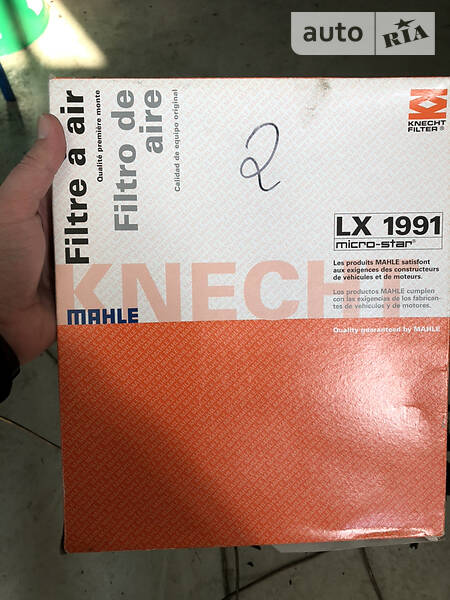 auto RIA
Filtre à air
Qualité première monte
Filtro de
aire
Calidad de equipo original
2
KNECHT
FILTER®
LX 1991
micro-star®
Les produits MAHLE satisfont
aux exigences des constructeurs
de véhicules et de moteurs.
Los productos MAHLE cumplen
con las exigencias de los fabrican-
tes de vehículos y de motores.
Quality guaranteed by MAHLE
KNECHT
MAHLE